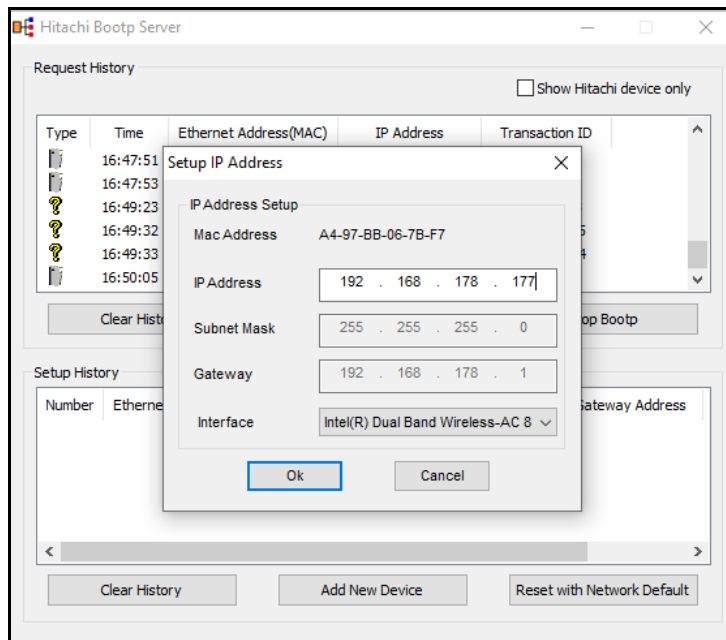 Hitachi Bootp Server
Request History
Show Hitachi device only
Type Time Ethernet Address(MAC) IP Address Transaction ID
16:47:51
16:47:53
16:49:23
16:49:32
16:49:33
16:50:05
Setup IP Address
IP Address Setup
Mac Address A4-97-BB-06-7B-F7
IP Address 192 . 168 . 178 . 177
Subnet Mask 255 . 255 . 255 . 0
Gateway 192 . 168 . 178 . 1
Interface Intel(R) Dual Band Wireless-AC 8
Ok Cancel
Clear Bootp
Setup History
Number Gateway Address
Clear History Add New Device Reset with Network Default